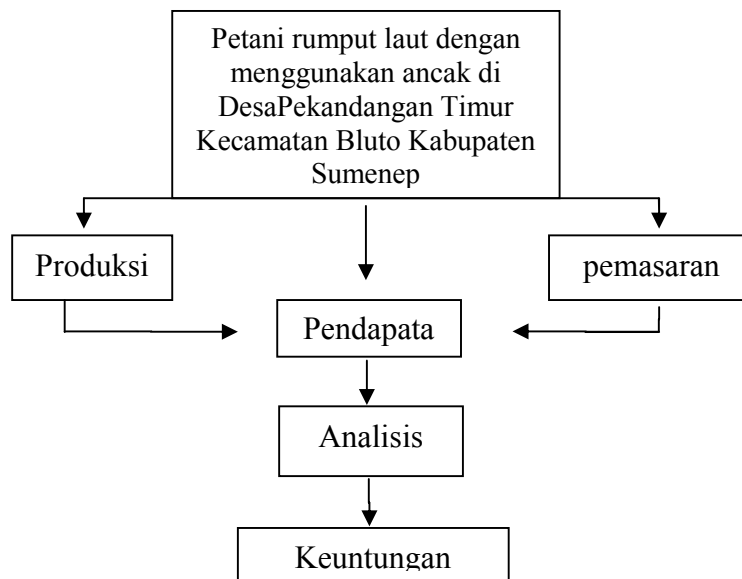 Petani rumput laut dengan
menggunakan ancak di
DesaPekandangan Timur
Kecamatan Bluto Kabupaten
Sumenep
Produksi
pemasaran
Pendapata
Analisis
Keuntungan